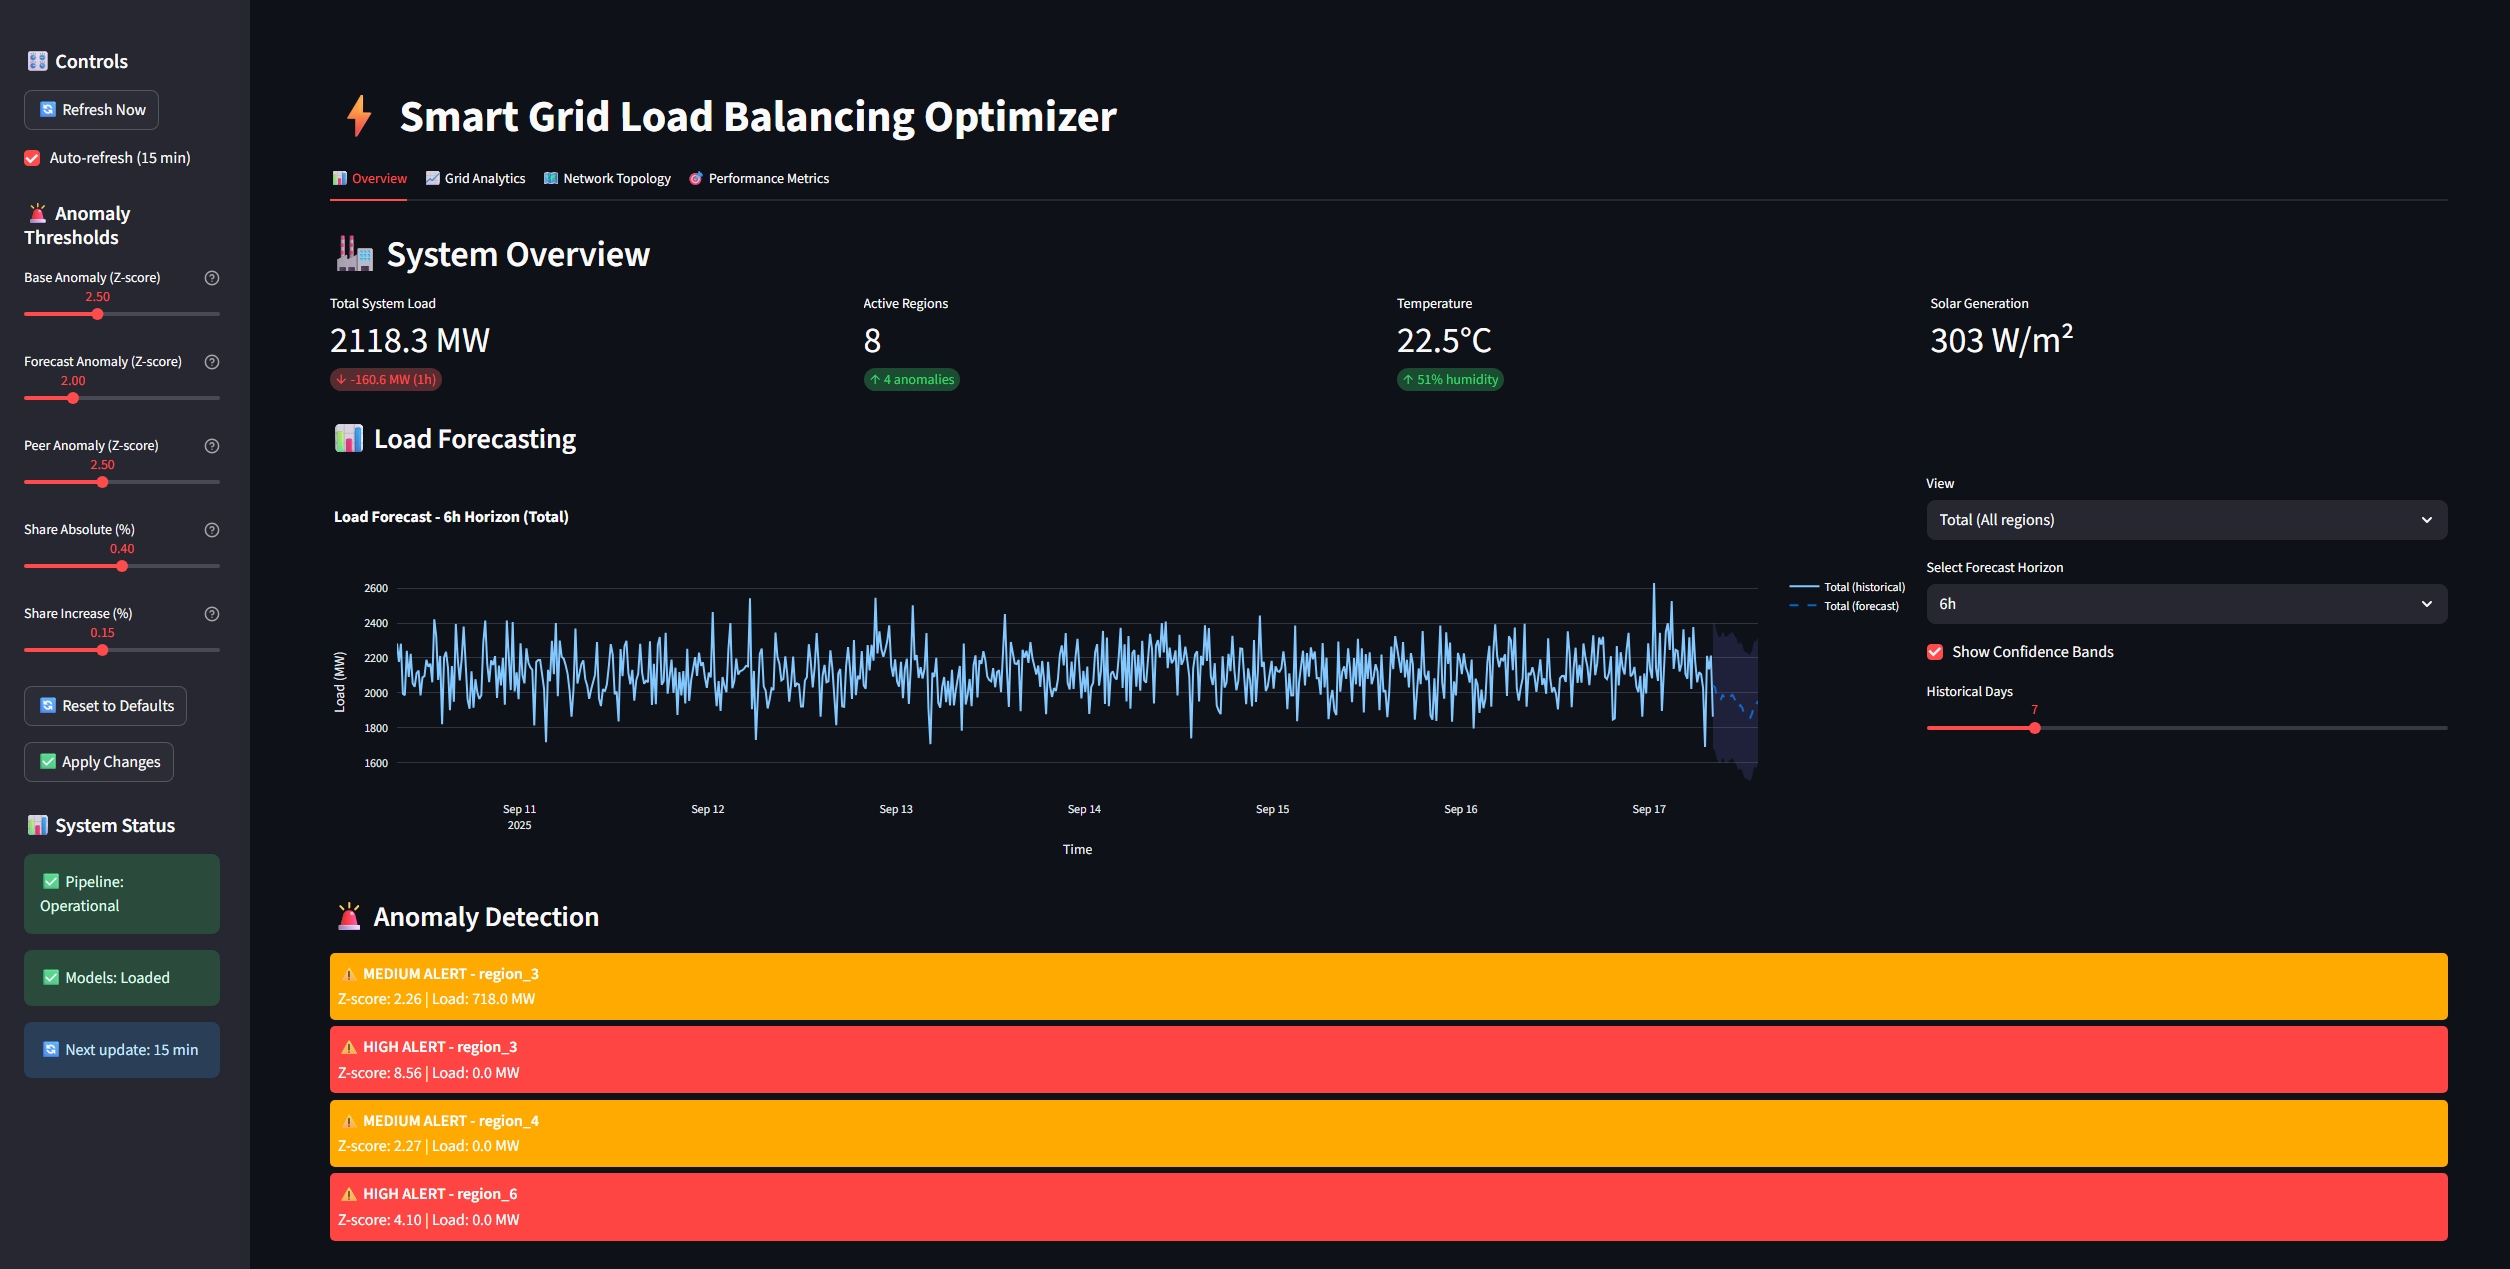 Controls
Refresh Now
Auto-refresh (15 min)
Anomaly
Thresholds
Base Anomaly (Z-score)
2.50
Forecast Anomaly (Z-score)
2.00
Peer Anomaly (Z-score)
2.50
Share Absolute (%)
0.40
Share Increase (%)
0.15
Reset to Defaults
Apply Changes
System Status
Pipeline:
Operational
Models: Loaded
Next update: 15 min
Smart Grid Load Balancing Optimizer
Overview Grid Analytics Network Topology Performance Metrics
System Overview
Total System Load
2118.3 MW
↓ -160.6 MW (1h)
Active Regions
8
↑ 4 anomalies
Temperature
22.5°C
↑ 51% humidity
Solar Generation
303 W/m²
Load Forecasting
Load Forecast - 6h Horizon (Total)
Load (MW)
2600
2400
2200
2000
1800
1600
Sep 11 Sep 12 Sep 13 Sep 14 Sep 15 Sep 16 Sep 17
2025
Time
Total (historical)
Total (forecast)
View
Total (All regions)
Select Forecast Horizon
6h
Show Confidence Bands
Historical Days
7
Anomaly Detection
MEDIUM ALERT - region_3
Z-score: 2.26 | Load: 718.0 MW
HIGH ALERT - region_3
Z-score: 8.56 | Load: 0.0 MW
MEDIUM ALERT - region_4
Z-score: 2.27 | Load: 0.0 MW
HIGH ALERT - region_6
Z-score: 4.10 | Load: 0.0 MW